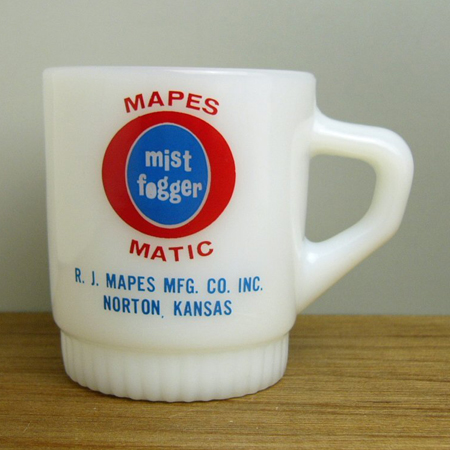 MAPES
mist
fogger
MATIC
R. J. MAPES MFG. CO. INC.
NORTON, KANSAS